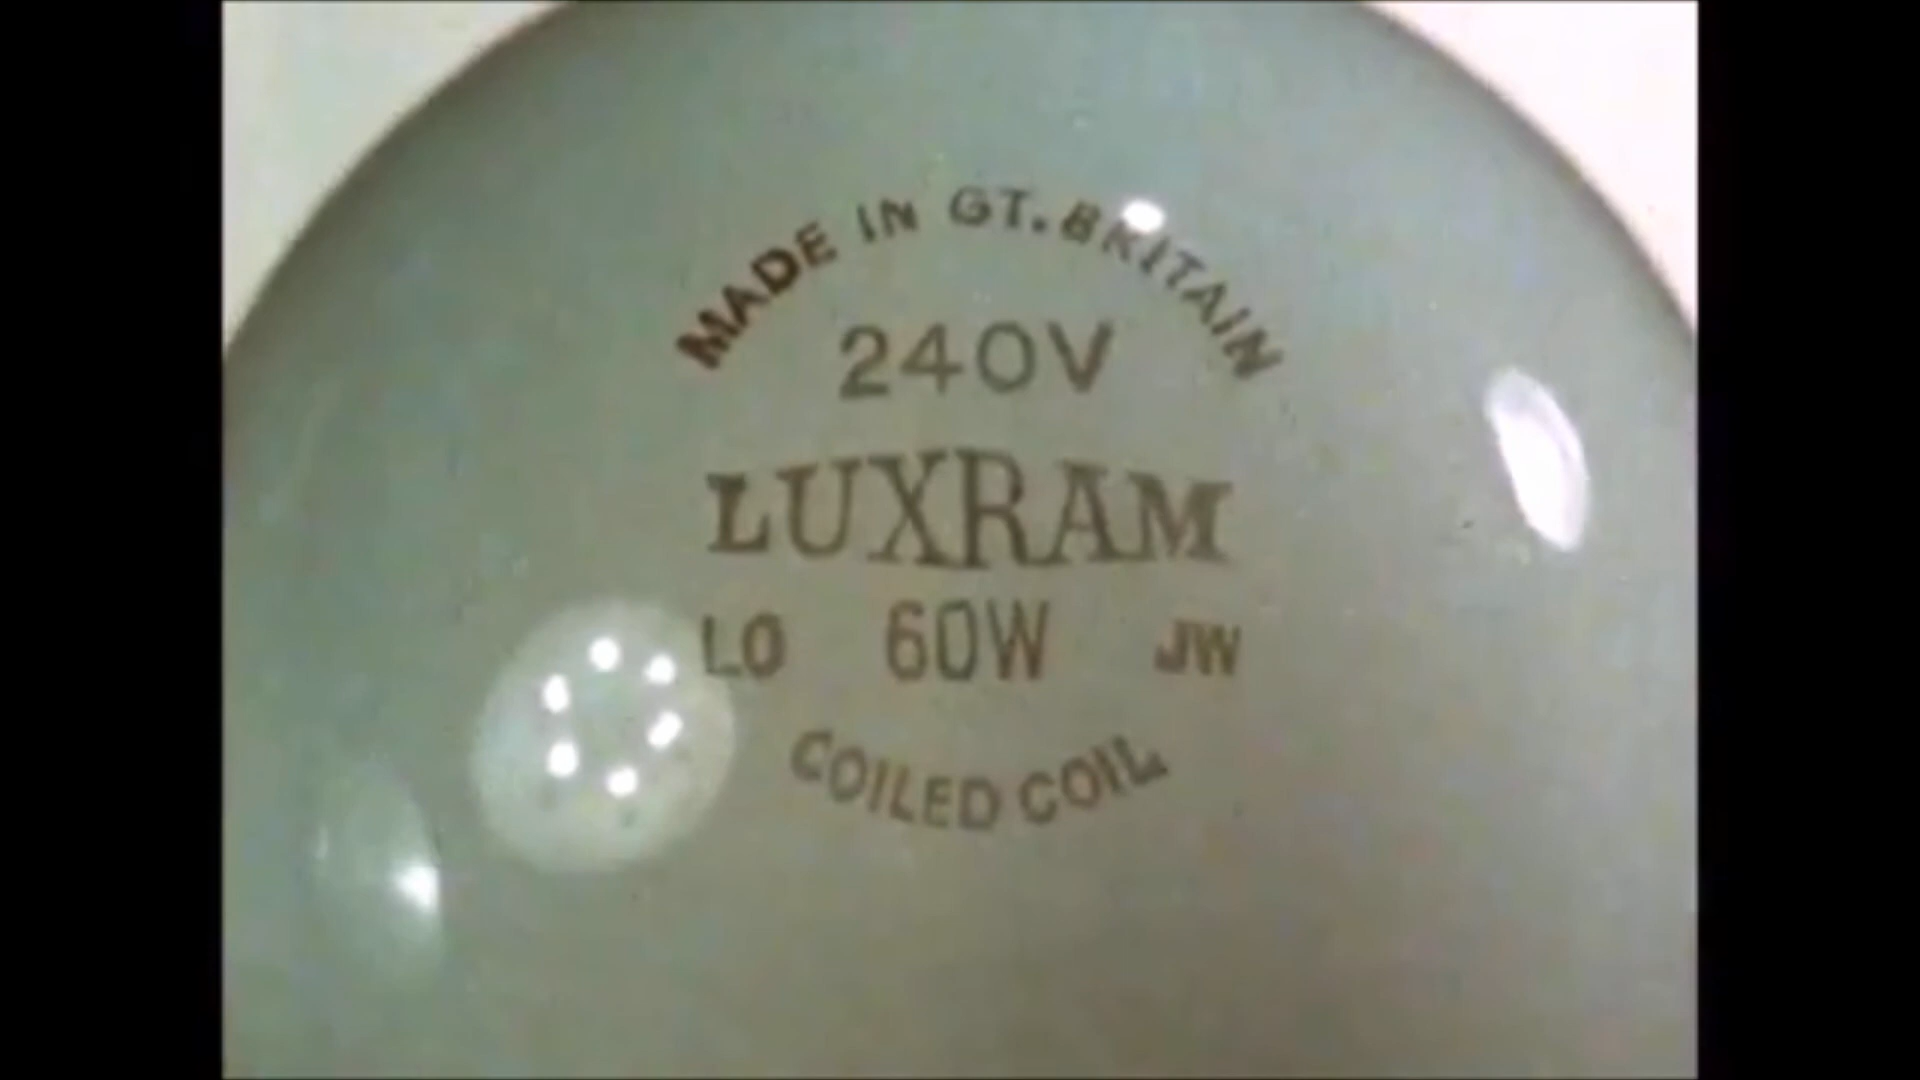 MADE IN GT. BRITAIN
240V
LUXRAM
LO 60W JW
COILED COIL